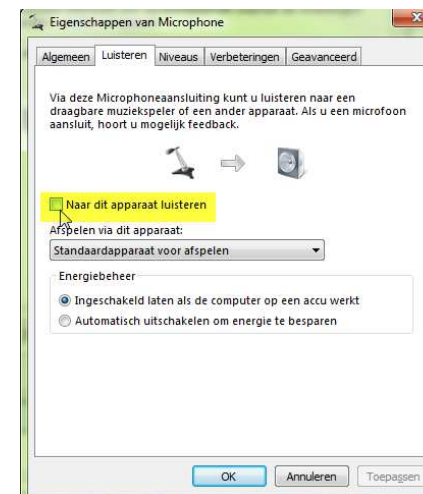 Eigenschappen van Microphone
Algemeen Luisteren Niveaus Verbeteringen Geavanceerd
Via deze Microphoneaansluiting kunt u luisteren naar een
draagbare muziekspeler of een ander apparaat. Als u een microfoon
aansluit, hoort u mogelijk feedback.
Naar dit apparaat luisteren
Afspelen via dit apparaat:
Standaardapparaat voor afspelen
Energiebeheer
Ingeschakeld laten als de computer op een accu werkt
Automatisch uitschakelen om energie te besparen
OK Annuleren Toepassen